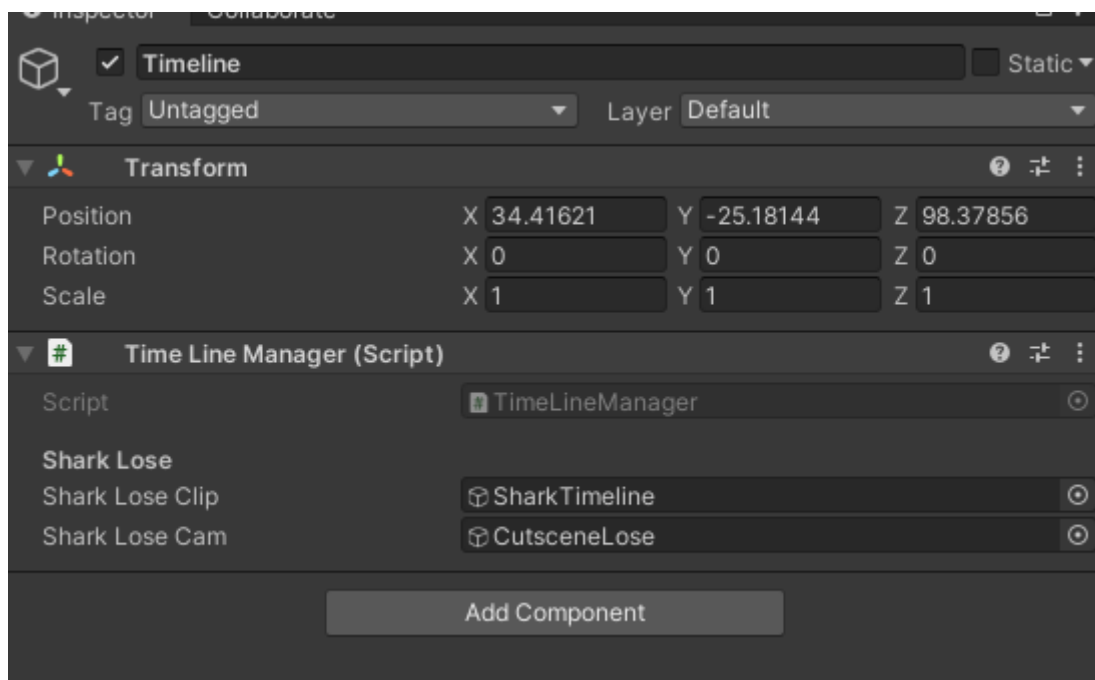 Inspector Collaborate
Timeline Static
Tag Untagged Layer Default
Transform
Position X 34.41621 Y -25.18144 Z 98.37856
Rotation X 0 Y 0 Z 0
Scale X 1 Y 1 Z 1
# Time Line Manager (Script)
Script # TimeLineManager
Shark Lose
Shark Lose Clip SharkTimeline
Shark Lose Cam CutsceneLose
Add Component